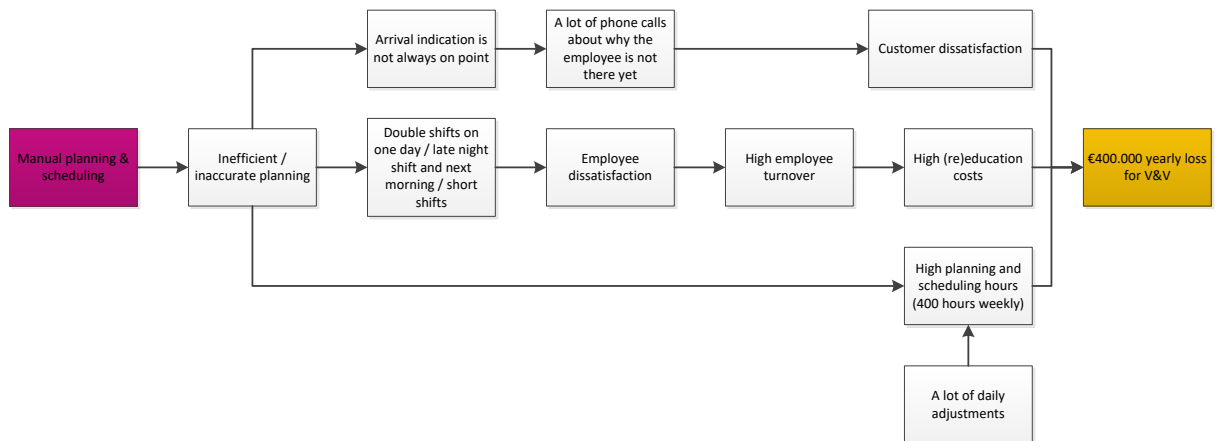 Arrival indication is
not always on point
A lot of phone calls
about why the
employee is not
there yet
Customer dissatisfaction
Manual planning &
scheduling
Inefficient /
inaccurate planning
Double shifts on
one day / late night
shift and next
morning / short
shifts
Employee
dissatisfaction
High employee
turnover
High (re)education
costs
€400.000 yearly loss
for V&V
High planning and
scheduling hours
(400 hours weekly)
A lot of daily
adjustments